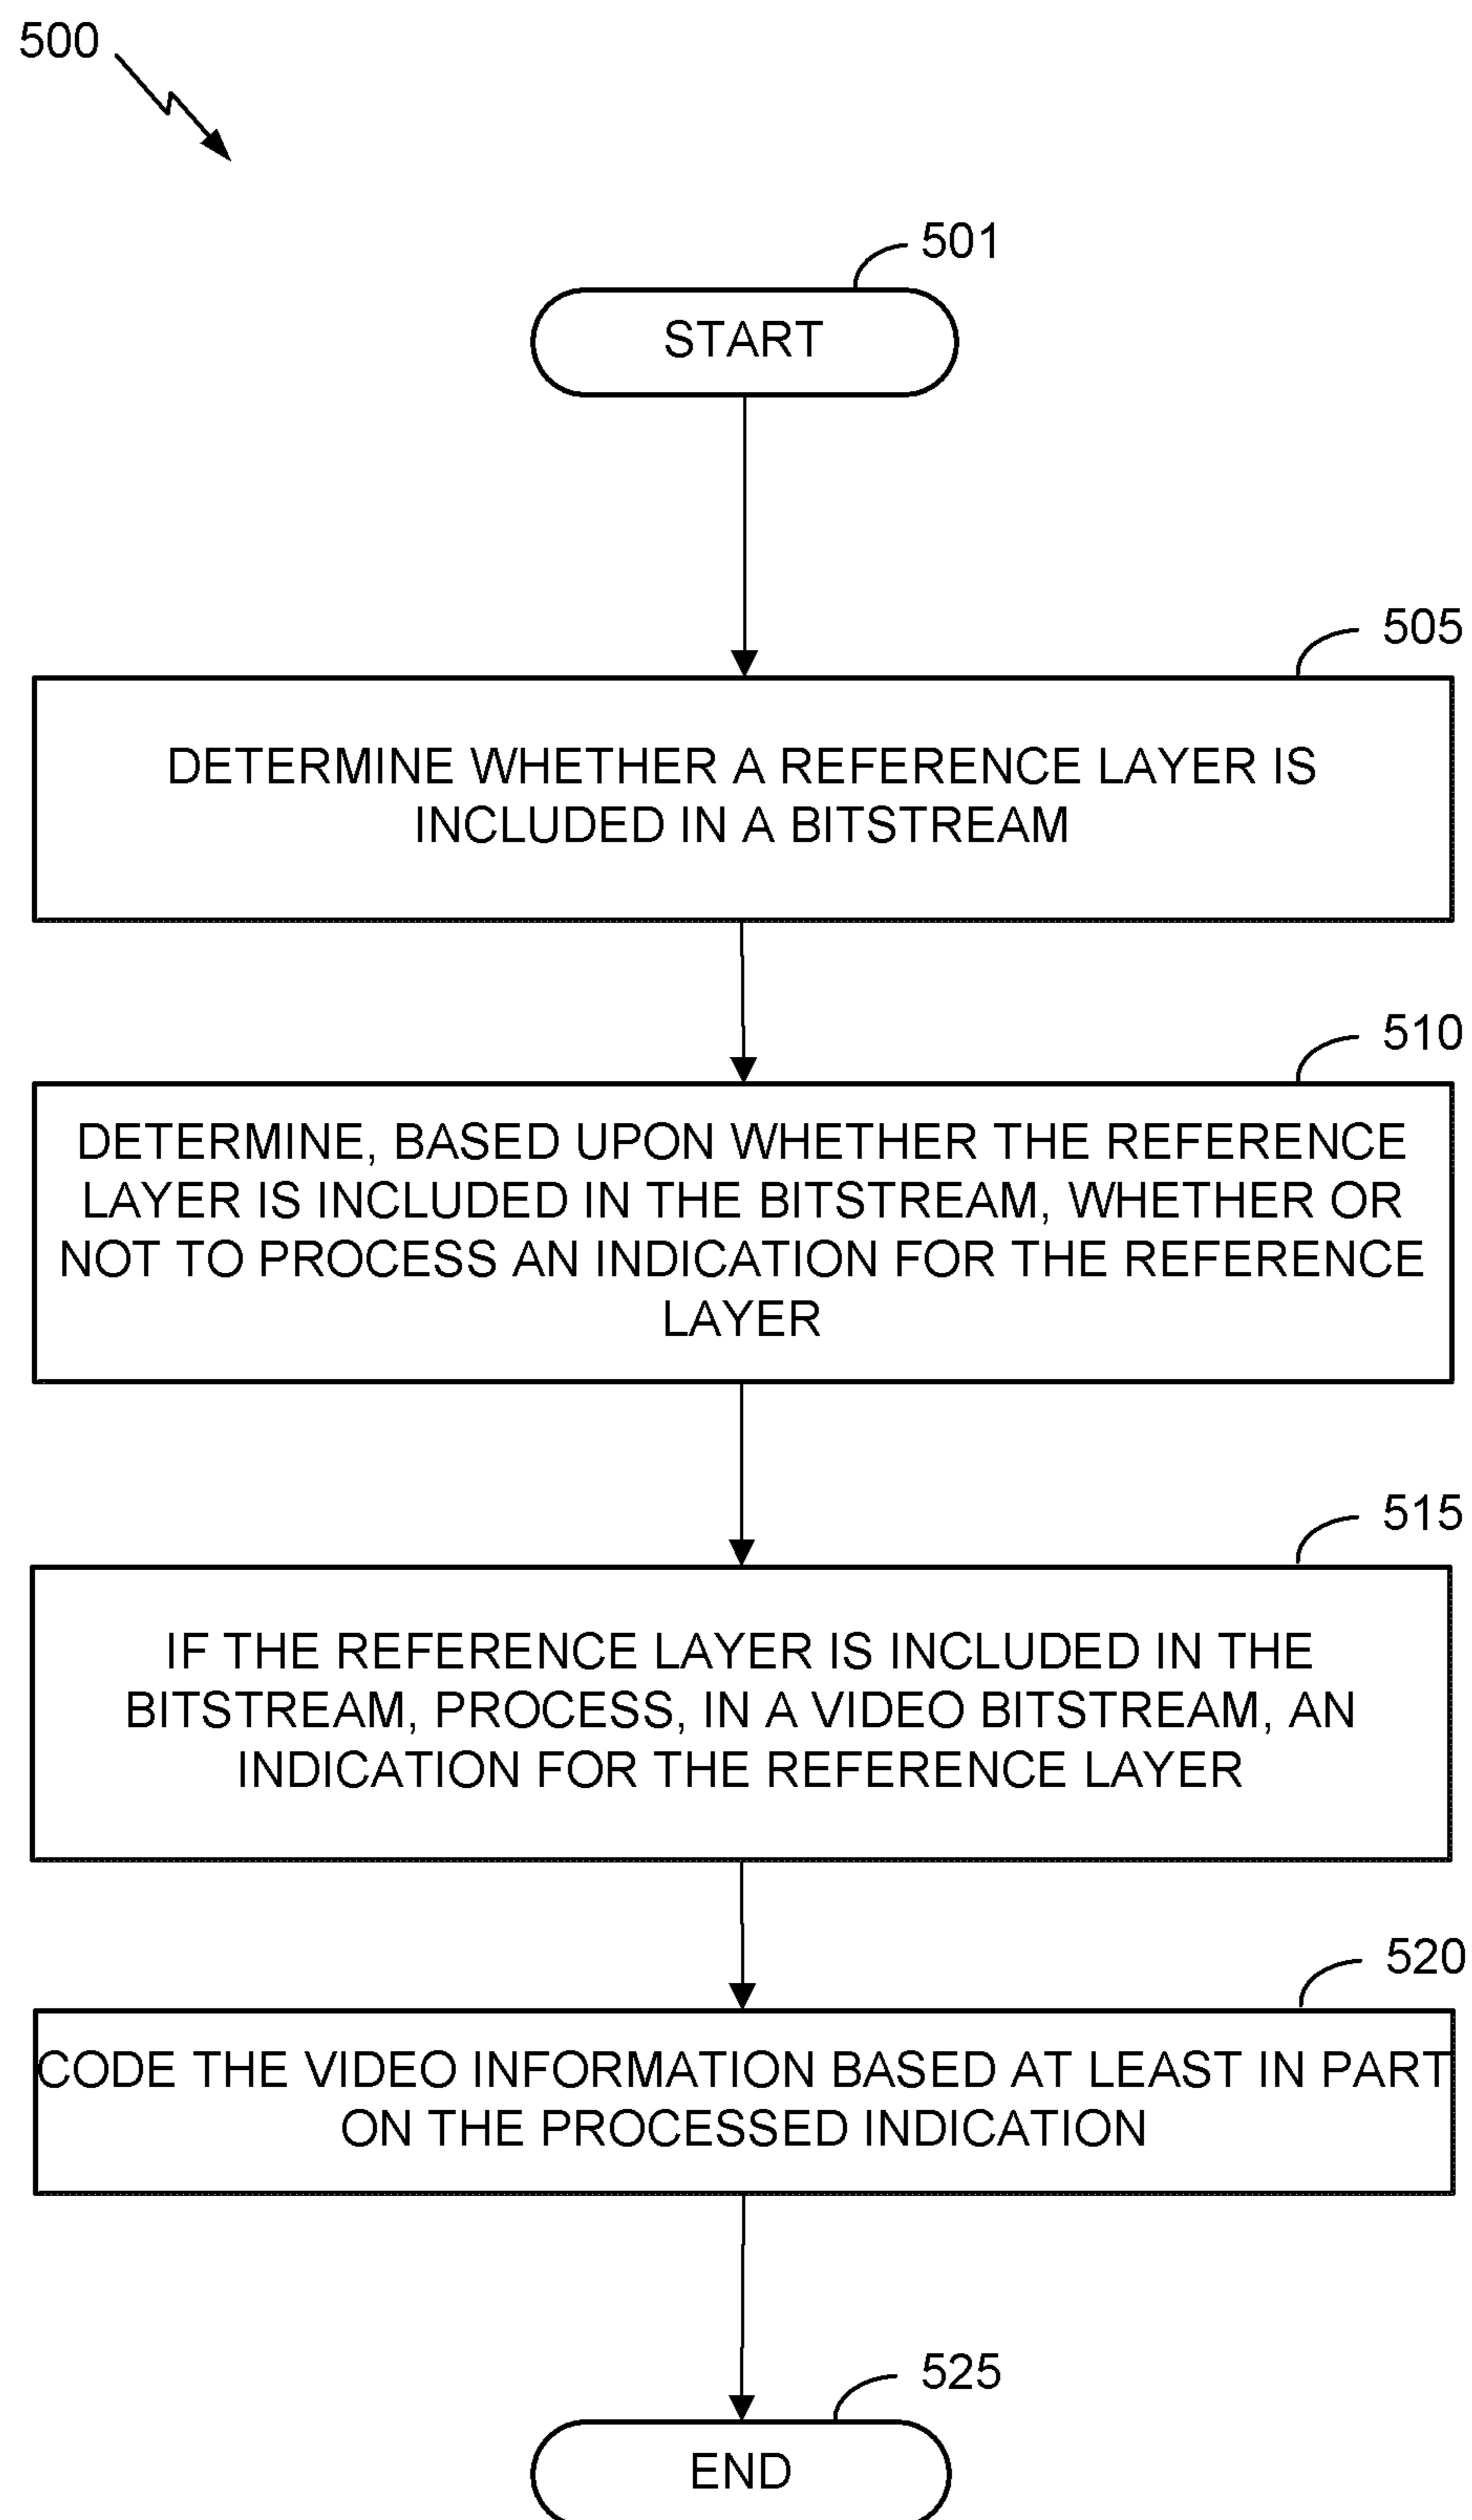 500
501
START
505
DETERMINE WHETHER A REFERENCE LAYER IS
INCLUDED IN A BITSTREAM
510
DETERMINE, BASED UPON WHETHER THE REFERENCE
LAYER IS INCLUDED IN THE BITSTREAM, WHETHER OR
NOT TO PROCESS AN INDICATION FOR THE REFERENCE
LAYER
515
IF THE REFERENCE LAYER IS INCLUDED IN THE
BITSTREAM, PROCESS, IN A VIDEO BITSTREAM, AN
INDICATION FOR THE REFERENCE LAYER
520
CODE THE VIDEO INFORMATION BASED AT LEAST IN PART
ON THE PROCESSED INDICATION
525
END